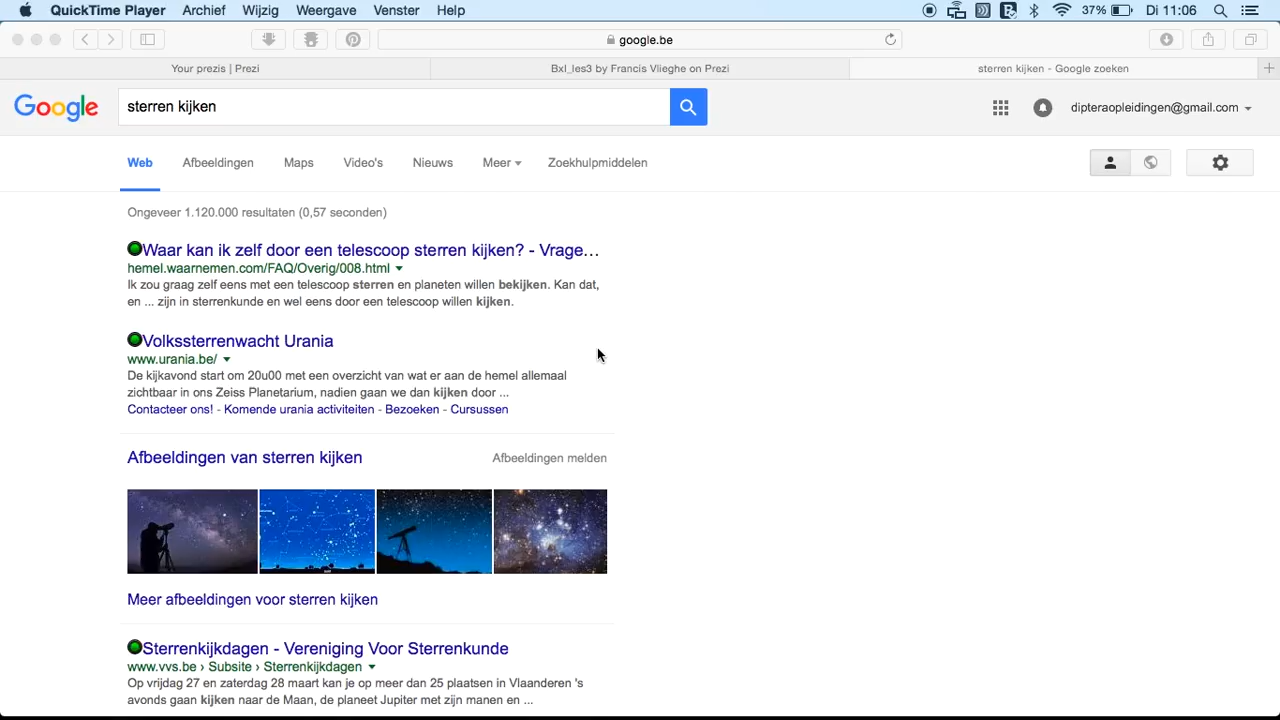 QuickTime Player Archief Wijzig Weergave Venster Help 37% Di 11:06
google.be
Your prezis | Prezi Bxl_les3 by Francis Vlieghe on Prezi sterren kijken - Google zoeken +
Google sterren kijken dipteraopleidingen@gmail.com
Web Afbeeldingen Maps Video's Nieuws Meer Zoekhulpmiddelen
Ongeveer 1.120.000 resultaten (0,57 seconden)
Waar kan ik zelf door een telescoop sterren kijken? - Vrage...
hemel.waarnemen.com/FAQ/Overig/008.html
Ik zou graag zelf eens met een telescoop sterren en planeten willen bekijken. Kan dat,
en ... zijn in sterrenkunde en wel eens door een telescoop willen kijken.
Volkssterrenwacht Urania
www.urania.be/
De kijkavond start om 20u00 met een overzicht van wat er aan de hemel allemaal
zichtbaar in ons Zeiss Planetarium, nadien gaan we dan kijken door ...
Contacteer ons! - Komende urania activiteiten - Bezoeken - Cursussen
Afbeeldingen van sterren kijken Afbeeldingen melden
Meer afbeeldingen voor sterren kijken
Sterrenkijkdagen - Vereniging Voor Sterrenkunde
www.vvs.be › Subsite › Sterrenkijkdagen
Op vrijdag 27 en zaterdag 28 maart kan je op meer dan 25 plaatsen in Vlaanderen 's
avonds gaan kijken naar de Maan, de planeet Jupiter met zijn manen en ...